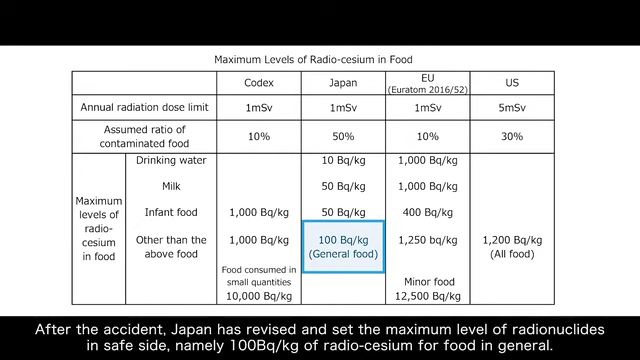 Maximum Levels of Radio-cesium in Food
Codex Japan EU (Euratom 2016/52) US
Annual radiation dose limit 1mSv 1mSv 1mSv 5mSv
Assumed ratio of contaminated food 10% 50% 10% 30%
Maximum levels of radio-cesium in food
Drinking water 10 Bq/kg 1,000 Bq/kg
Milk 50 Bq/kg 1,000 Bq/kg
Infant food 1,000 Bq/kg 50 Bq/kg 400 Bq/kg
Other than the above food 1,000 Bq/kg 100 Bq/kg (General food) 1,250 Bq/kg 1,200 Bq/kg (All food)
Food consumed in small quantities 10,000 Bq/kg Minor food 12,500 Bq/kg
After the accident, Japan has revised and set the maximum level of radionuclides
in safe side, namely 100Bq/kg of radio-cesium for food in general.